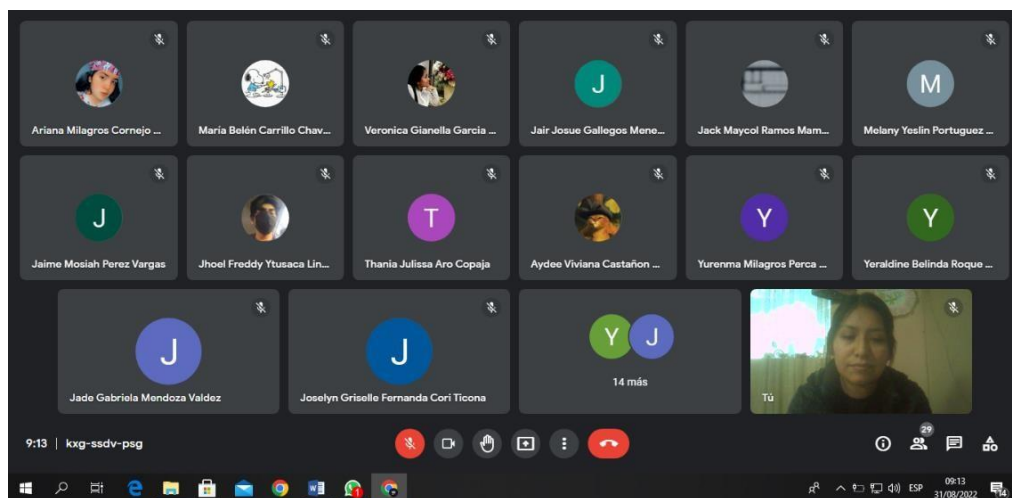 Ariana Milagros Cornejo ...
María Belén Carrillo Chav...
Veronica Gianella Garcia ...
J
Jair Josue Gallegos Mene...
Jack Maycol Ramos Mam...
M
Melany Yeslin Portuguez ...
J
Jaime Mosiah Perez Vargas
Jhoel Freddy Ytusaca Lin...
T
Thania Julissa Aro Copaja
Aydee Viviana Castañon ...
Y
Yurenma Milagros Perca ...
Y
Yeraldine Belinda Roque ...
J
Jade Gabriela Mendoza Valdez
J
Joselyn Griselle Fernanda Cori Ticona
Y J
14 más
Tú
9:13 | kxg-ssdv-psg
29
ESP
09:13
31/08/2022